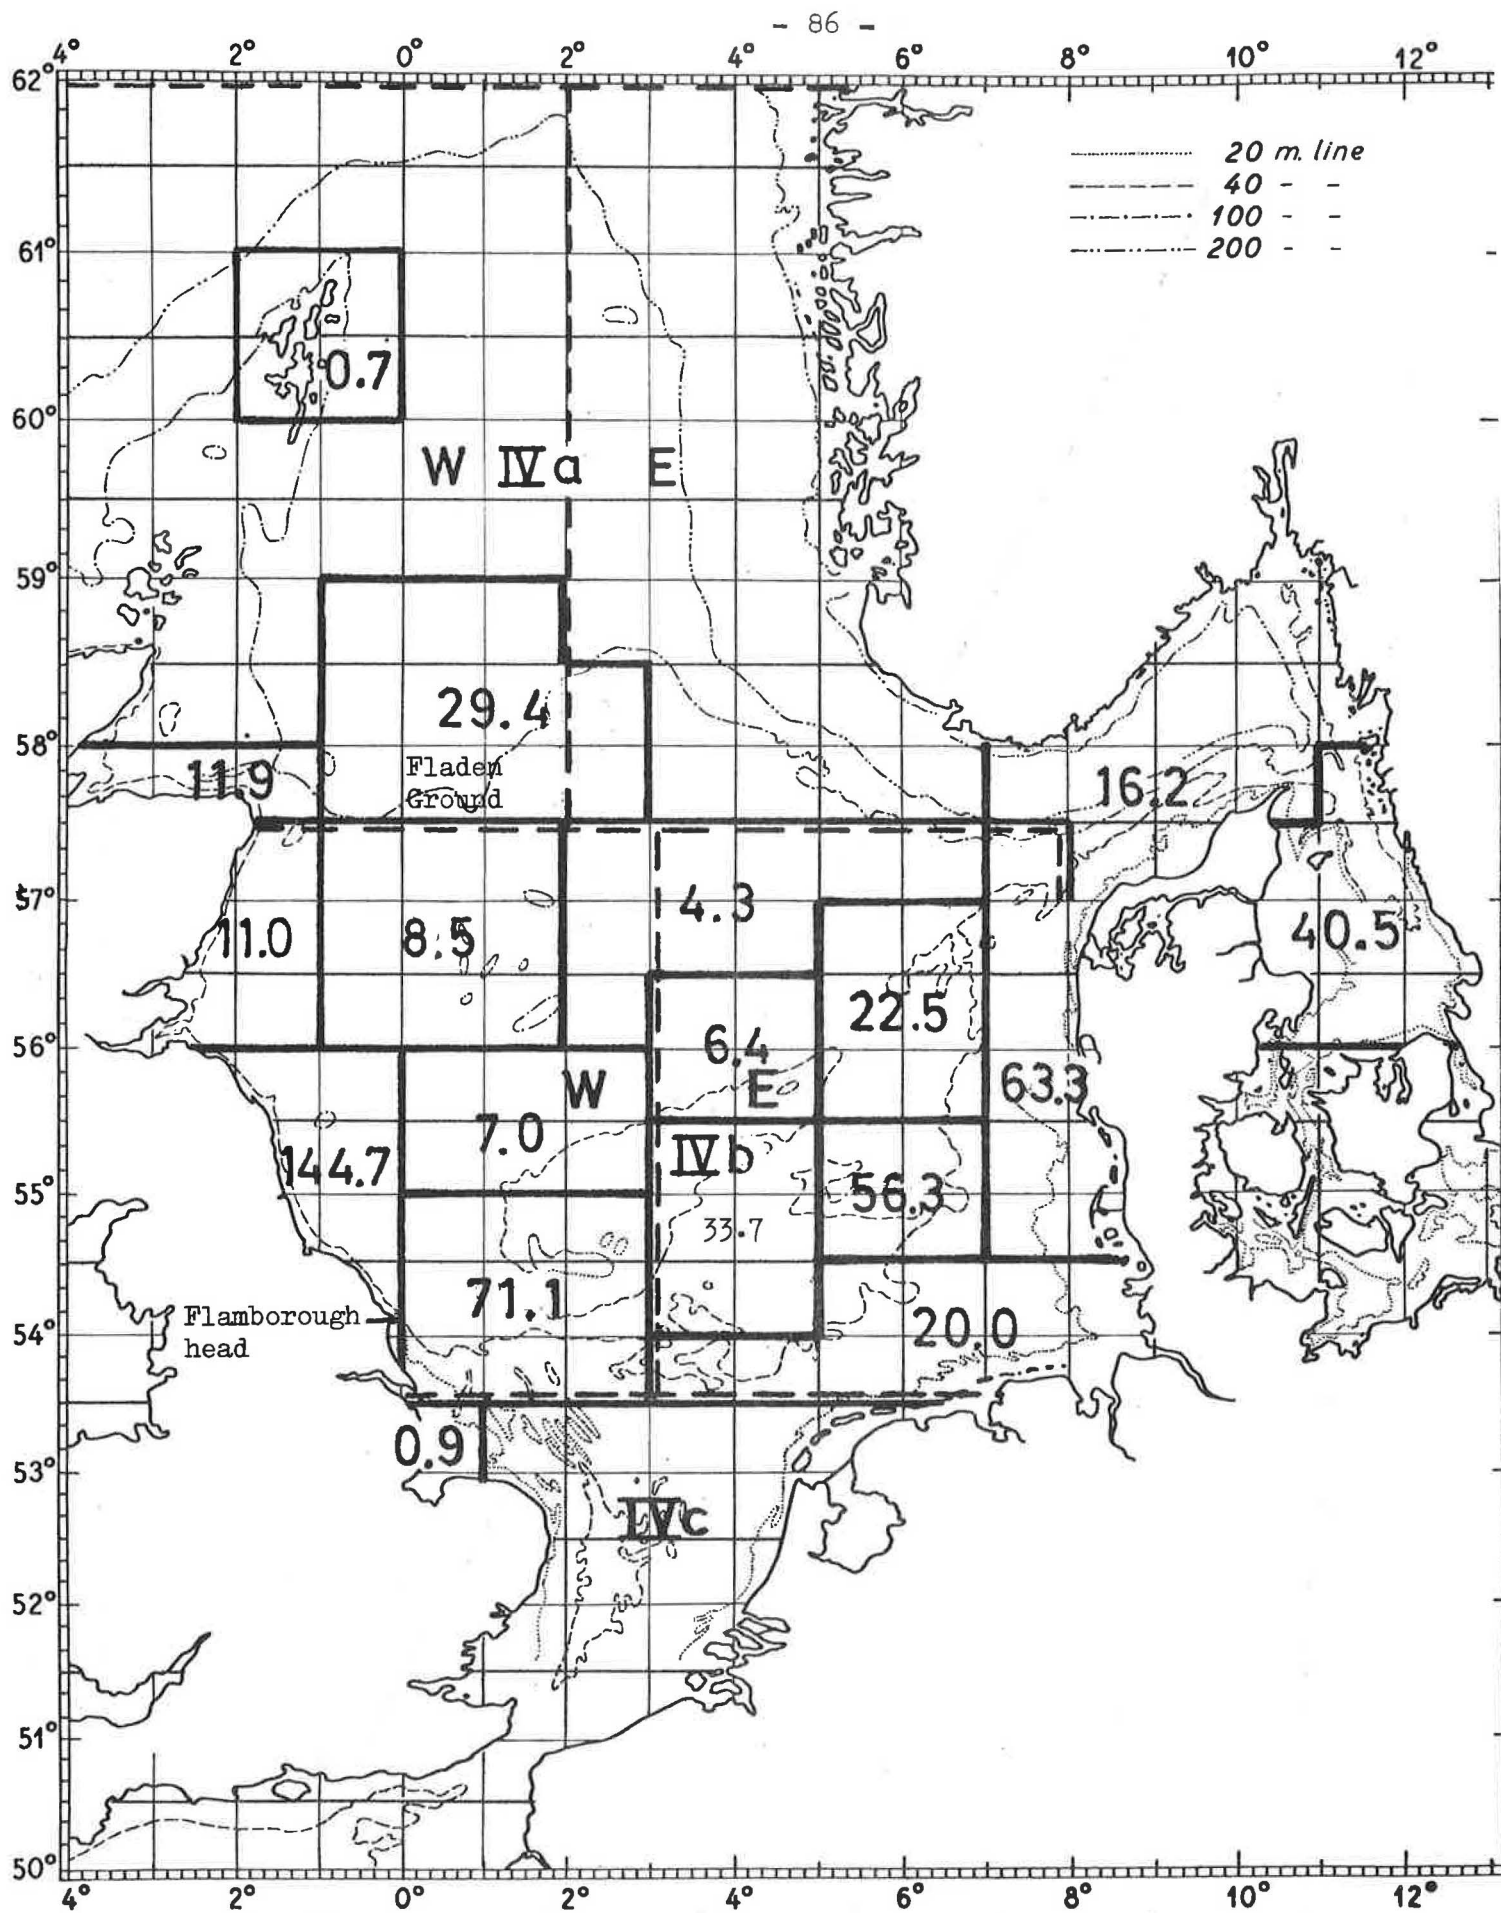 - 86 -
4° 2° 0° 2° 4° 6° 8° 10° 12°
62°
20 m. line
40 - -
100 - -
200 - -
61°
0.7
60°
W IVa E
59°
29.4
58°
11.9
Fladen
Ground
16.2
57°
4.3
11.0
8.5
40.5
22.5
56°
6.4
W
E
63.3
7.0
IVb
144.7
55°
56.3
33.7
71.1
Flamborough
head
54°
20.0
0.9
53°
IVc
52°
51°
50°
4° 2° 0° 2° 4° 6° 8° 10° 12°